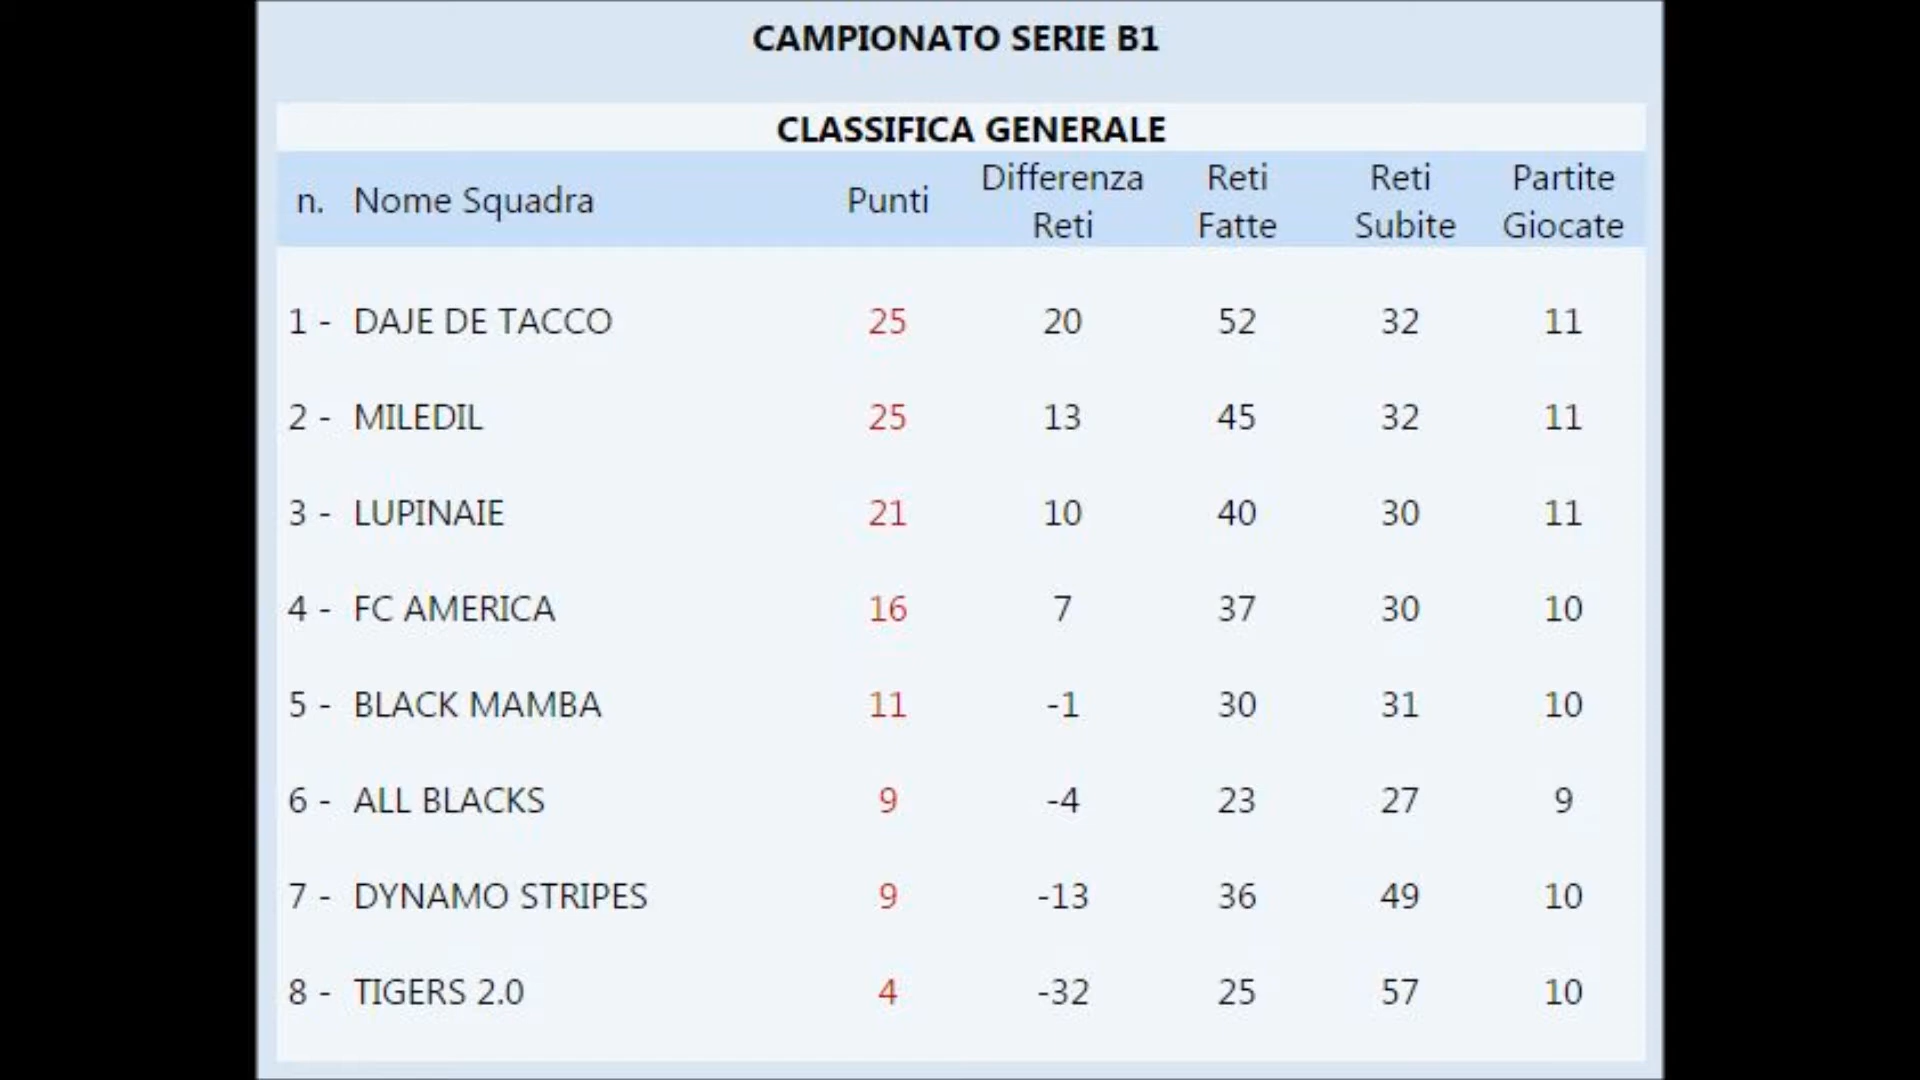 CAMPIONATO SERIE B1
CLASSIFICA GENERALE
n. Nome Squadra Punti Differenza Reti Reti Fatte Reti Subite Partite Giocate
1 - DAJE DE TACCO 25 20 52 32 11
2 - MILEDIL 25 13 45 32 11
3 - LUPINAIE 21 10 40 30 11
4 - FC AMERICA 16 7 37 30 10
5 - BLACK MAMBA 11 -1 30 31 10
6 - ALL BLACKS 9 -4 23 27 9
7 - DYNAMO STRIPES 9 -13 36 49 10
8 - TIGERS 2.0 4 -32 25 57 10